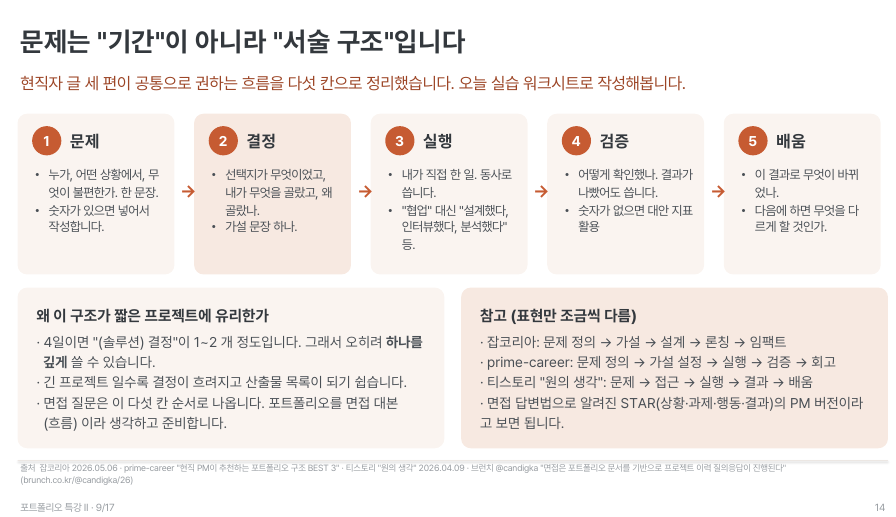 문제는 "기간"이 아니라 "서술 구조"입니다
현직자 글 세 편이 공통으로 권하는 흐름을 다섯 칸으로 정리했습니다. 오늘 실습 워크시트로 작성해봅니다.
1 문제
• 누가, 어떤 상황에서, 무
엇이 불편한가. 한 문장.
• 숫자가 있으면 넣어서
작성합니다.
→
2 결정
• 선택지가 무엇이었고,
내가 무엇을 골랐고, 왜
골랐나.
• 가설 문장 하나.
→
3 실행
• 내가 직접 한 일. 동사로
씁니다.
• "협업" 대신 "설계했다,
인터뷰했다, 분석했다"
등.
→
4 검증
• 어떻게 확인했나. 결과가
나빴어도 씁니다.
• 숫자가 없으면 대안 지표
활용
→
5 배움
• 이 결과로 무엇이 바뀌
었나.
• 다음에 하면 무엇을 다
르게 할 것인가.
왜 이 구조가 짧은 프로젝트에 유리한가
· 4일이면 "(솔루션) 결정"이 1~2 개 정도입니다. 그래서 오히려 하나를
깊게 쓸 수 있습니다.
· 긴 프로젝트 일수록 결정이 흐려지고 산출물 목록이 되기 쉽습니다.
· 면접 질문은 이 다섯 칸 순서로 나옵니다. 포트폴리오를 면접 대본
(흐름) 이라 생각하고 준비합니다.
참고 (표현만 조금씩 다름)
· 잡코리아: 문제 정의 → 가설 → 설계 → 론칭 → 임팩트
· prime-career: 문제 정의 → 가설 설정 → 실행 → 검증 → 회고
· 티스토리 "원의 생각": 문제 → 접근 → 실행 → 결과 → 배움
· 면접 답변법으로 알려진 STAR(상황·과제·행동·결과)의 PM 버전이라
고 보면 됩니다.
출처 잡코리아 2026.05.06 · prime-career "현직 PM이 추천하는 포트폴리오 구조 BEST 3" · 티스토리 "원의 생각" 2026.04.09 · 브런치 @candigka "면접은 포트폴리오 문서를 기반으로 프로젝트 이력 질의응답이 진행된다"
(brunch.co.kr/@candigka/26)
포트폴리오 특강 II · 9/17
14